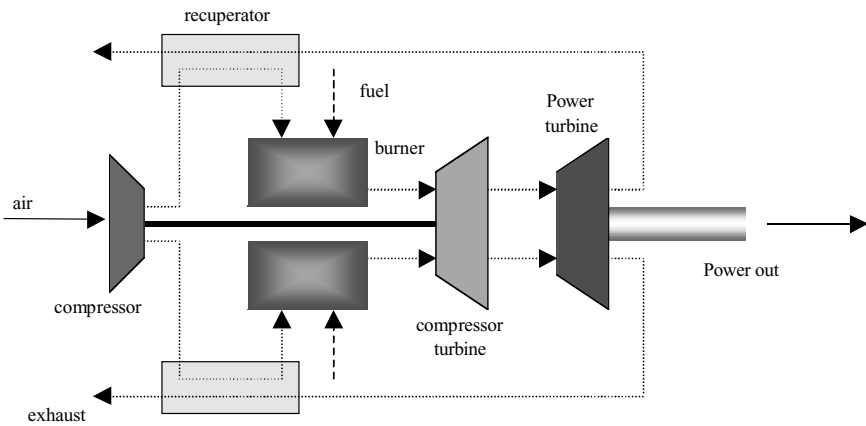 recuperator
fuel
Power
turbine
burner
air
compressor
compressor
turbine
Power out
exhaust